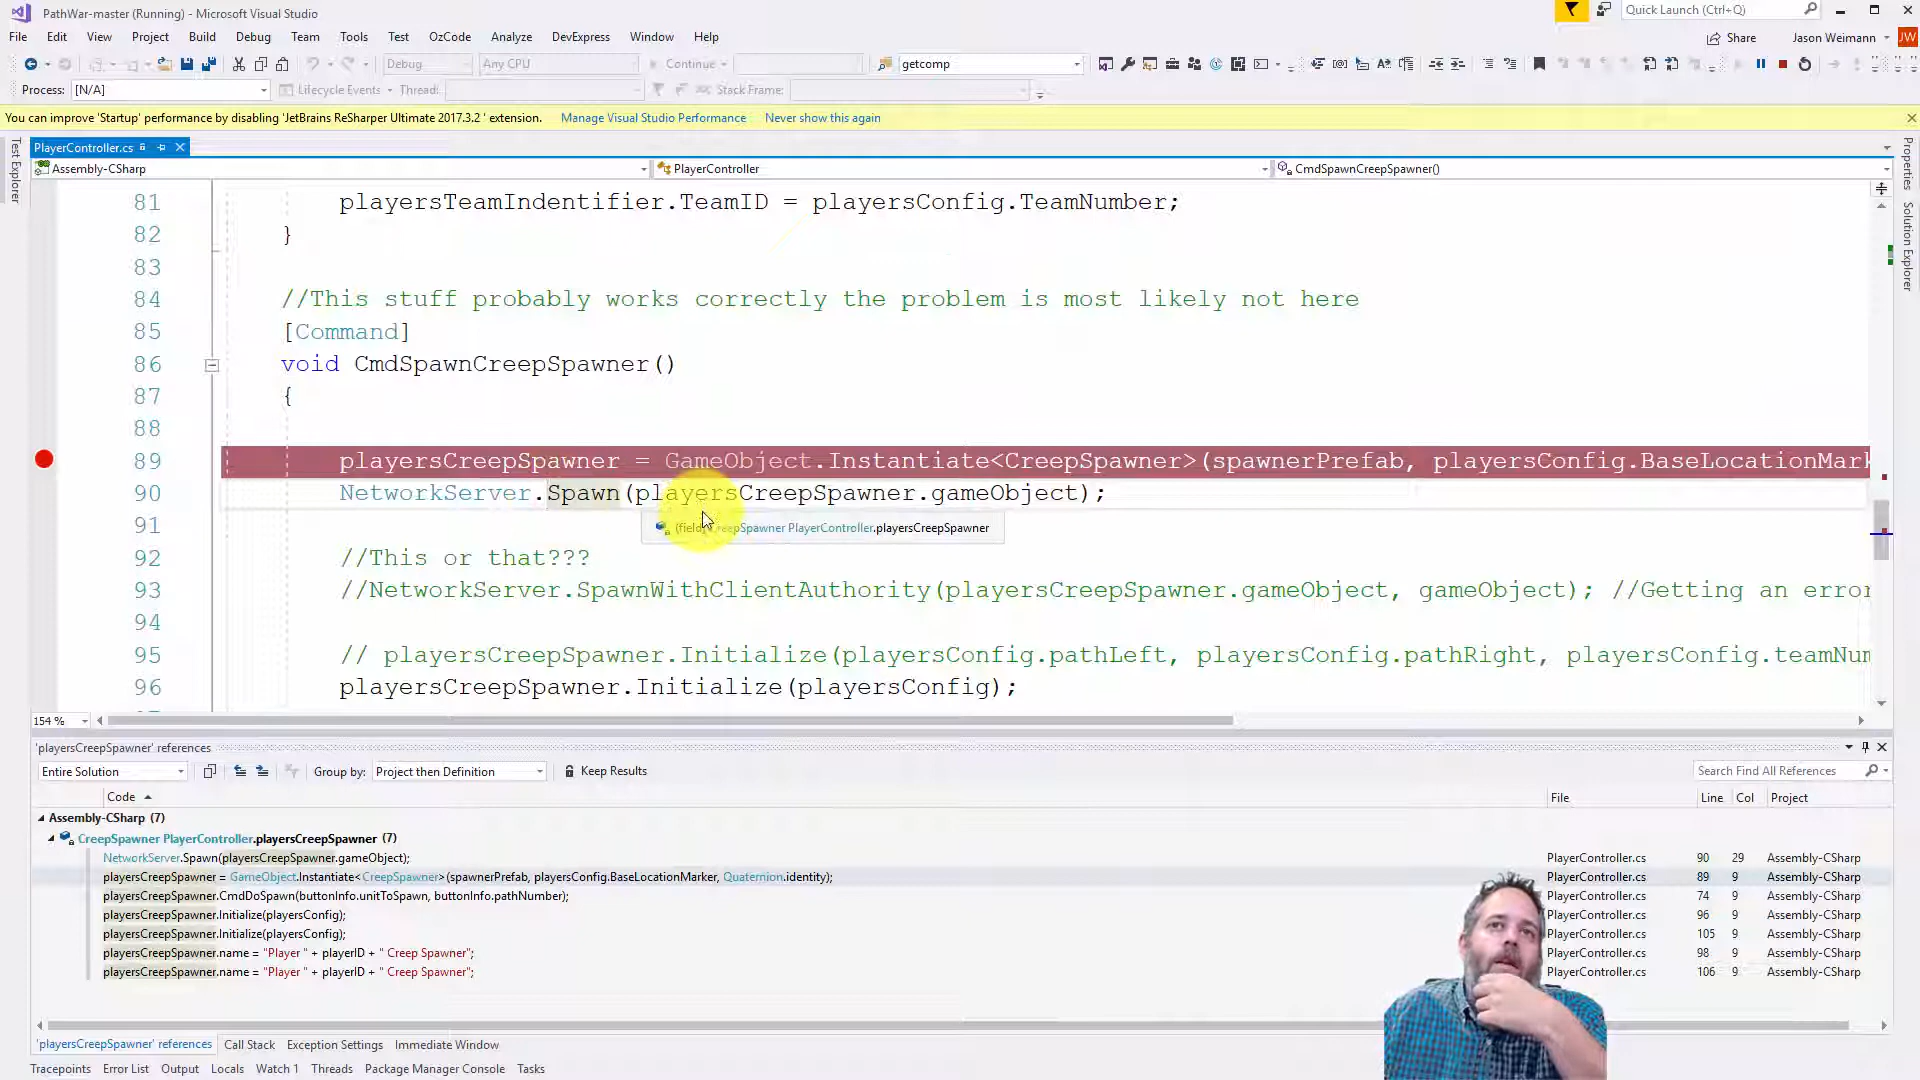 PathWar-master (Running) - Microsoft Visual Studio
Quick Launch (Ctrl+Q)
File Edit View Project Build Debug Team Tools Test OzCode Analyze DevExpress Window Help
Share
Jason Weimann
JW
Debug
Any CPU
Continue
getcomp
Process: [N/A]
Lifecycle Events
Thread:
Stack Frame:
You can improve 'Startup' performance by disabling 'JetBrains ReSharper Ultimate 2017.3.2' extension. Manage Visual Studio Performance Never show this again
Test Explorer
Properties
Solution Explorer
PlayerController.cs
Assembly-CSharp
PlayerController
CmdSpawnCreepSpawner()
81 playersTeamIndentifier.TeamID = playersConfig.TeamNumber;
82 }
83
84 //This stuff probably works correctly the problem is most likely not here
85 [Command]
86 void CmdSpawnCreepSpawner()
87 {
88
89 playersCreepSpawner = GameObject.Instantiate<CreepSpawner>(spawnerPrefab, playersConfig.BaseLocationMark
90 NetworkServer.Spawn(playersCreepSpawner.gameObject);
91
(field) CreepSpawner PlayerController.playersCreepSpawner
92 //This or that???
93 //NetworkServer.SpawnWithClientAuthority(playersCreepSpawner.gameObject, gameObject); //Getting an error
94
95 // playersCreepSpawner.Initialize(playersConfig.pathLeft, playersConfig.pathRight, playersConfig.teamNum
96 playersCreepSpawner.Initialize(playersConfig);
154 %
'playersCreepSpawner' references
Entire Solution
Group by: Project then Definition
Keep Results
Search Find All References
Code File Line Col Project
Assembly-CSharp (7)
CreepSpawner PlayerController.playersCreepSpawner (7)
NetworkServer.Spawn(playersCreepSpawner.gameObject); PlayerController.cs 90 29 Assembly-CSharp
playersCreepSpawner = GameObject.Instantiate<CreepSpawner>(spawnerPrefab, playersConfig.BaseLocationMarker, Quaternion.identity); PlayerController.cs 89 9 Assembly-CSharp
playersCreepSpawner.CmdDoSpawn(buttonInfo.unitToSpawn, buttonInfo.pathNumber); PlayerController.cs 74 9 Assembly-CSharp
playersCreepSpawner.Initialize(playersConfig); PlayerController.cs 96 9 Assembly-CSharp
playersCreepSpawner.Initialize(playersConfig); PlayerController.cs 105 9 Assembly-CSharp
playersCreepSpawner.name = "Player " + playerID + " Creep Spawner"; PlayerController.cs 98 9 Assembly-CSharp
playersCreepSpawner.name = "Player " + playerID + " Creep Spawner"; PlayerController.cs 106 9 Assembly-CSharp
'playersCreepSpawner' references Call Stack Exception Settings Immediate Window
Tracepoints Error List Output Locals Watch 1 Threads Package Manager Console Tasks